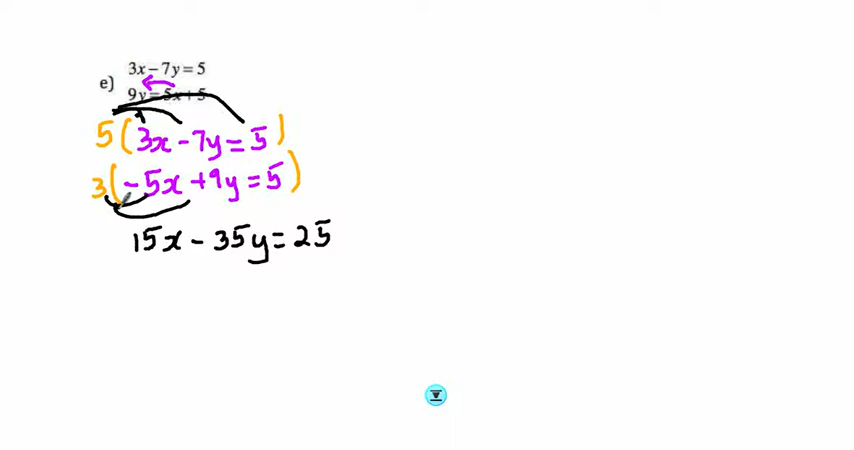 3x − 7y = 5
e)
9y = 5x + 5
5(3x − 7y = 5)
3(−5x + 9y = 5)
15x − 35y = 25